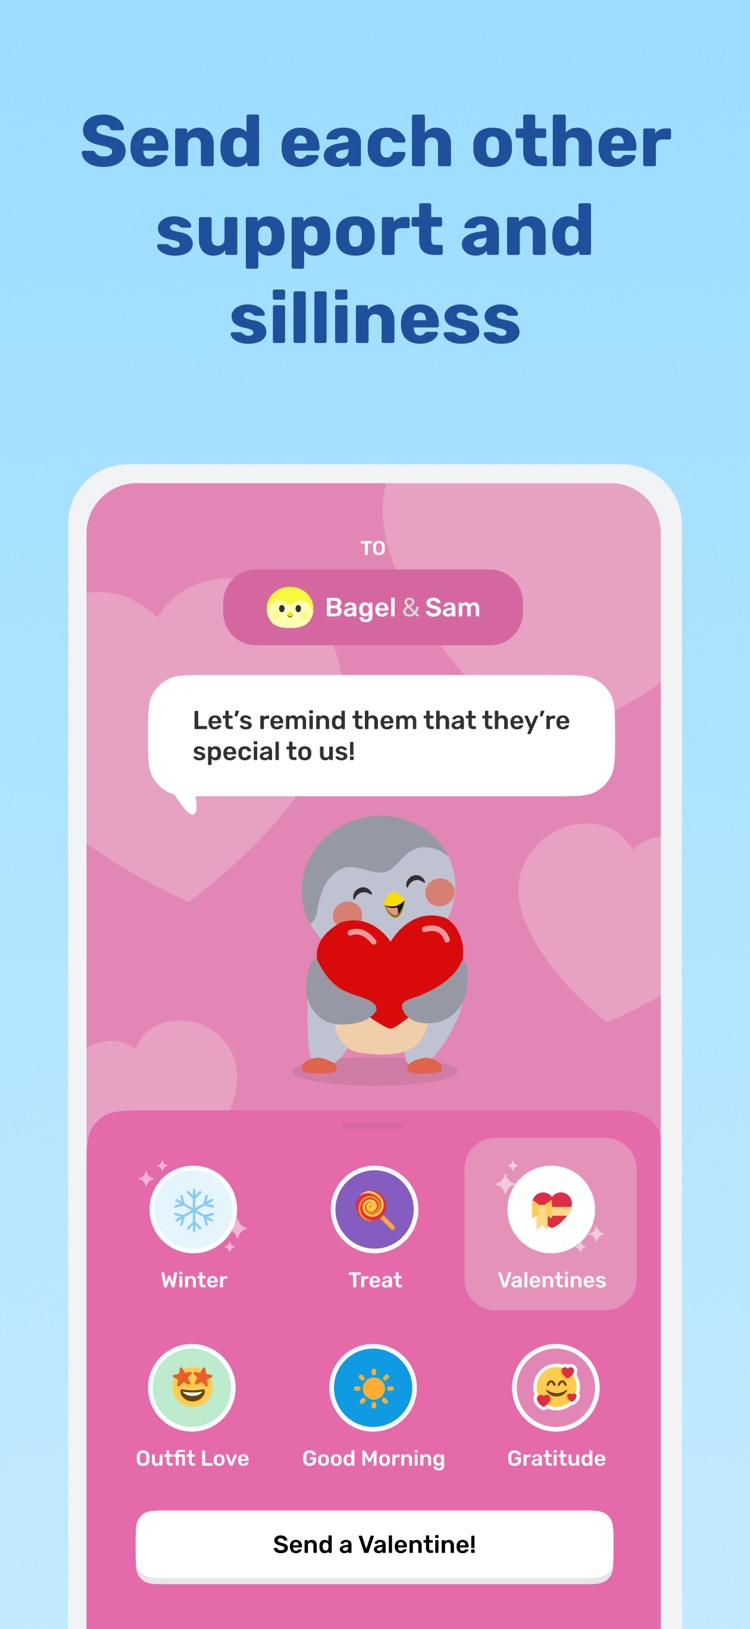 Send each other
support and
silliness
TO
Bagel & Sam
Let’s remind them that they’re
special to us!
Winter
Treat
Valentines
Outfit Love
Good Morning
Gratitude
Send a Valentine!